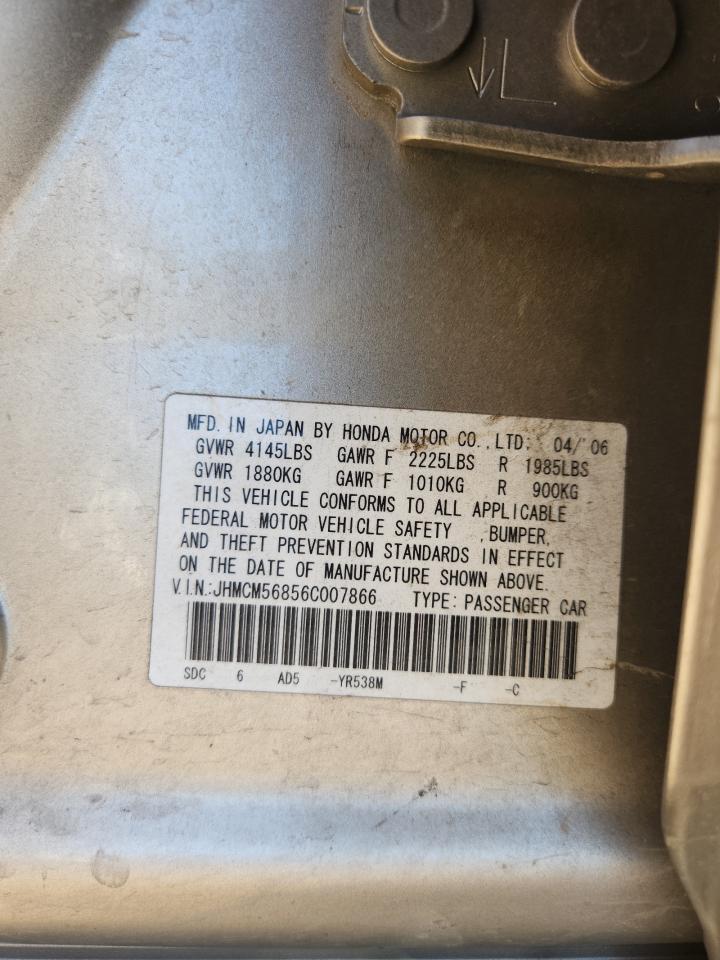 MFD. IN JAPAN BY HONDA MOTOR CO.,LTD. 04/'06
GVWR 4145LBS GAWR F 2225LBS R 1985LBS
GVWR 1880KG GAWR F 1010KG R 900KG
THIS VEHICLE CONFORMS TO ALL APPLICABLE
FEDERAL MOTOR VEHICLE SAFETY ,BUMPER,
AND THEFT PREVENTION STANDARDS IN EFFECT
ON THE DATE OF MANUFACTURE SHOWN ABOVE.
V.I.N.:JHMCM56856C007866 TYPE: PASSENGER CAR
SDC 6 AD5 -YR538M -F -C
L